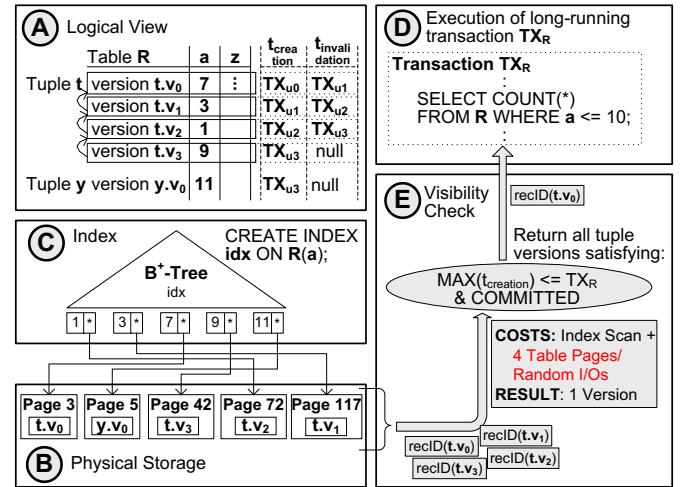 A Logical View
Table R a z t_crea tion t_invali dation
Tuple t version t.v0 7 ⋮ TXu0 TXu1
version t.v1 3 TXu1 TXu2
version t.v2 1 TXu2 TXu3
version t.v3 9 TXu3 null
Tuple y version y.v0 11 TXu3 null
C Index
CREATE INDEX
idx ON R(a);
B+-Tree
idx
1 * 3 * 7 * 9 * 11 *
Page 3 Page 5 Page 42 Page 72 Page 117
t.v0 y.v0 t.v3 t.v2 t.v1
B Physical Storage
D Execution of long-running
transaction TXR
Transaction TXR
⋮
SELECT COUNT(*)
FROM R WHERE a <= 10;
⋮
E Visibility
Check
recID(t.v0)
Return all tuple
versions satisfying:
MAX(tcreation) <= TXR
& COMMITTED
COSTS: Index Scan +
4 Table Pages/
Random I/Os
RESULT: 1 Version
recID(t.v0)
recID(t.v1)
recID(t.v3)
recID(t.v2)